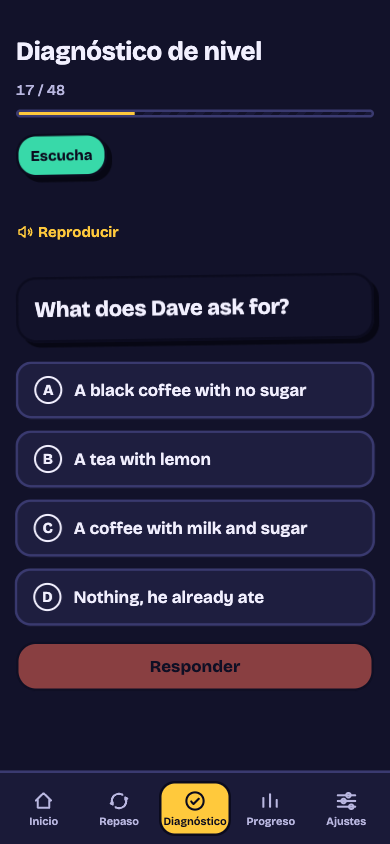 Diagnóstico de nivel
17 / 48
Escucha
Reproducir
What does Dave ask for?
A A black coffee with no sugar
B A tea with lemon
C A coffee with milk and sugar
D Nothing, he already ate
Responder
Inicio Repaso Diagnóstico Progreso Ajustes